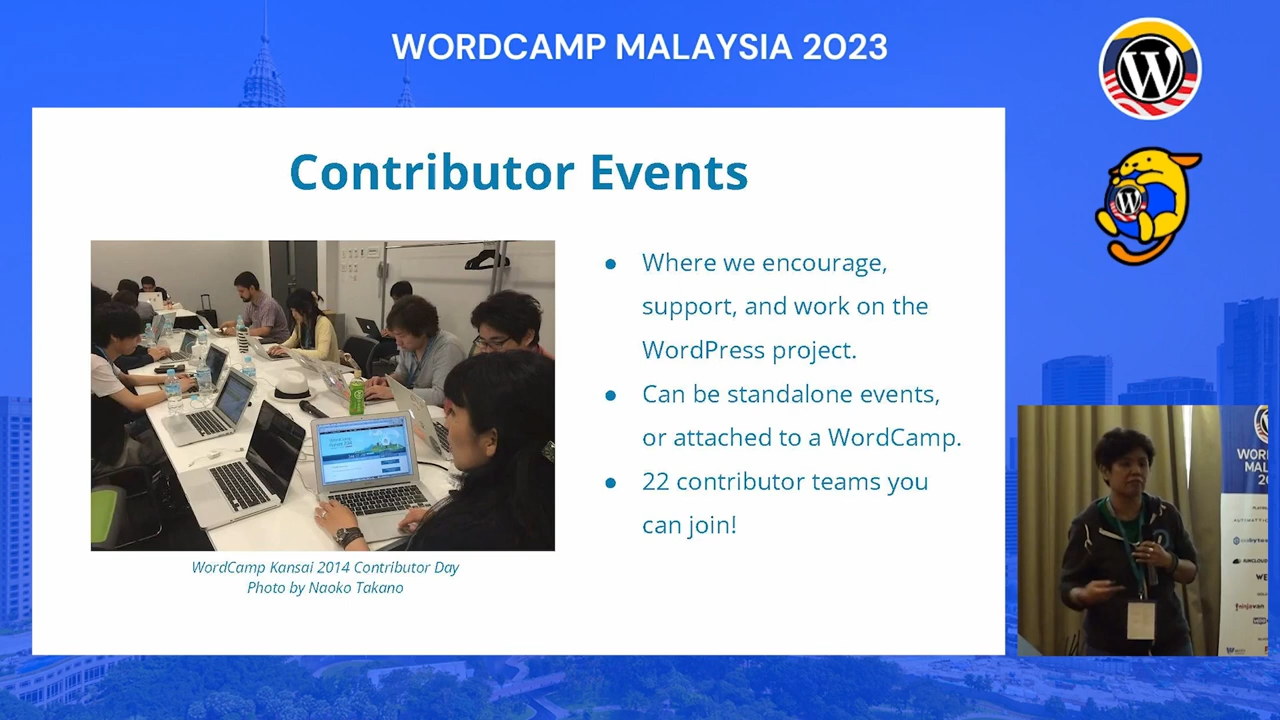 WORDCAMP MALAYSIA 2023
Contributor Events
● Where we encourage,
support, and work on the
WordPress project.
● Can be standalone events,
or attached to a WordCamp.
● 22 contributor teams you
can join!
WordCamp Kansai 2014 Contributor Day
Photo by Naoko Takano